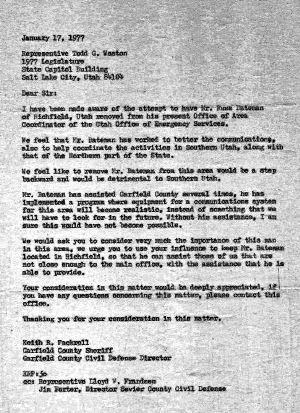 January 17, 1977
Representative Todd G. Weston
1977 Legislature
State Capitol Building
Salt Lake City, Utah 84104
Dear Sir:
I have been made aware of the attempt to have Mr. Ross Bateman
of Richfield, Utah removed from his present Office of Area
Coordinator of the Utah Office of Emergency Services.
We feel that Mr. Bateman has worked to better the communications,
also to help coordinate the activities in Southern Utah, along with
that of the Northern part of the State.
We feel like to remove Mr. Bateman from this area would be a step
backward and would be detrimental to Southern Utah.
Mr. Bateman has assisted Garfield County several times, he has
implemented a program where equipment for a communications system
for this area will become realistic, instead of something that we
will have to look for in the future. Without his assistance, I am
sure this would have not become possible.
We would ask you to consider very much the importance of this man
in this area, we urge you to use your influence to keep Mr. Bateman
located in Richfield, so that he can assist those of us that are
not close enough to the main office, with the assistance that he is
able to provide.
Your consideration in this matter would be deeply appreciated, if
you have any questions concerning this matter, please contact this
office.
Thanking you for your consideration in this matter.
Keith R. Fackrell
Garfield County Sheriff
Garfield County Civil Defense Director
KRF:jo
cc: Representative Lloyd W. Frandsen
Jim Porter, Director Sevier County Civil Defense